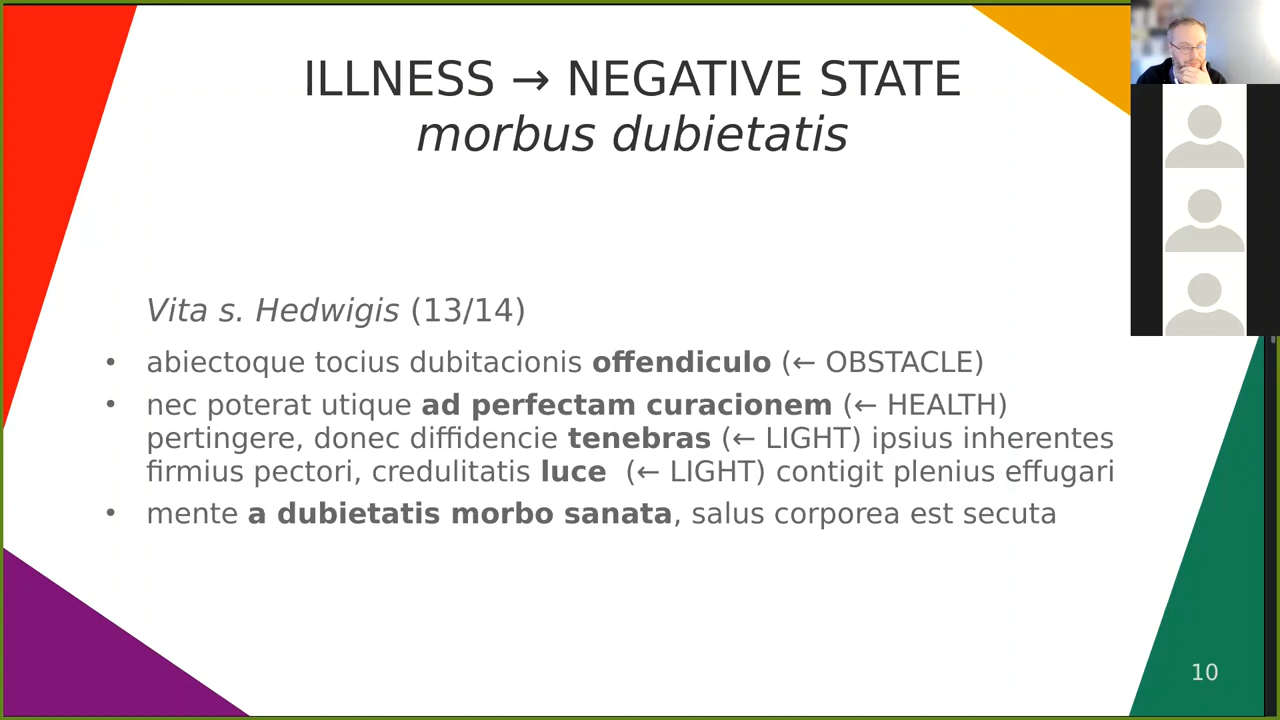 ILLNESS → NEGATIVE STATE
morbus dubietatis
Vita s. Hedwigis (13/14)
• abiectoque tocius dubitacionis offendiculo (← OBSTACLE)
• nec poterat utique ad perfectam curacionem (← HEALTH)
pertingere, donec diffidencie tenebras (← LIGHT) ipsius inherentes
firmius pectori, credulitatis luce (← LIGHT) contigit plenius effugari
• mente a dubietatis morbo sanata, salus corporea est secuta
10